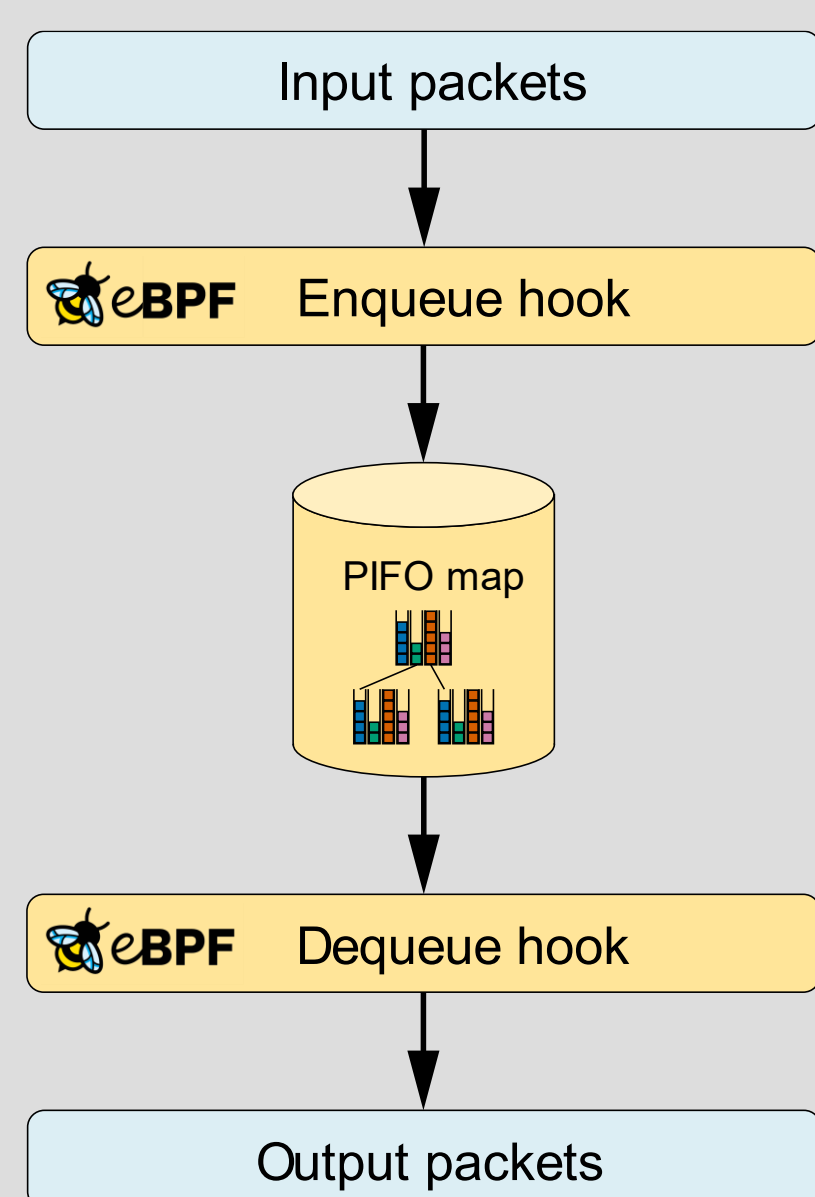 Input packets
eBPF Enqueue hook
PIFO map
eBPF Dequeue hook
Output packets